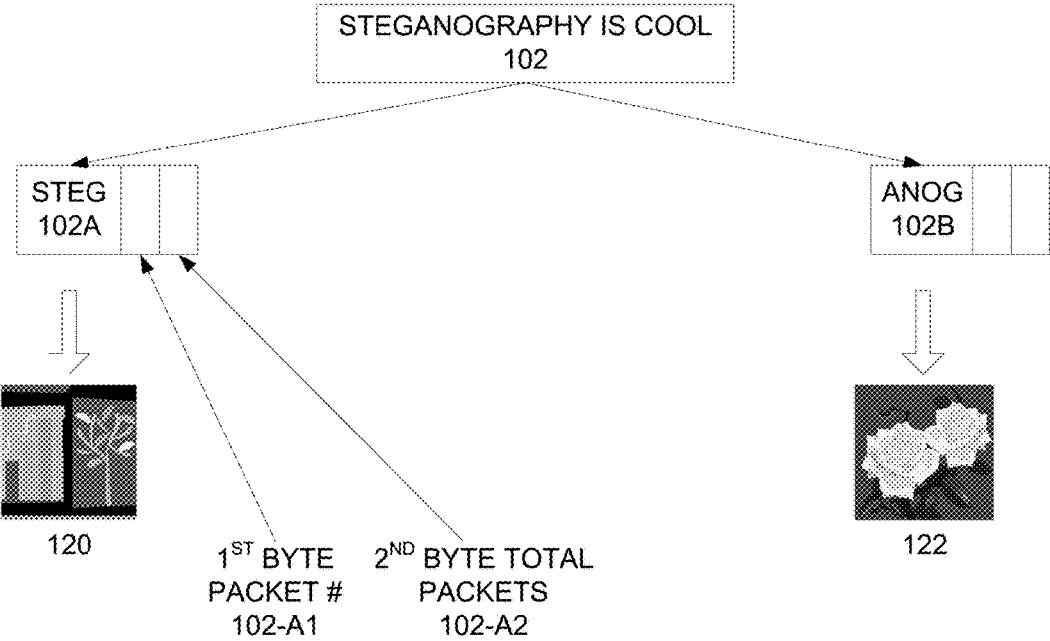 STEGANOGRAPHY IS COOL
102
STEG
102A
ANOG
102B
120
122
1ST BYTE
PACKET #
102-A1
2ND BYTE TOTAL
PACKETS
102-A2